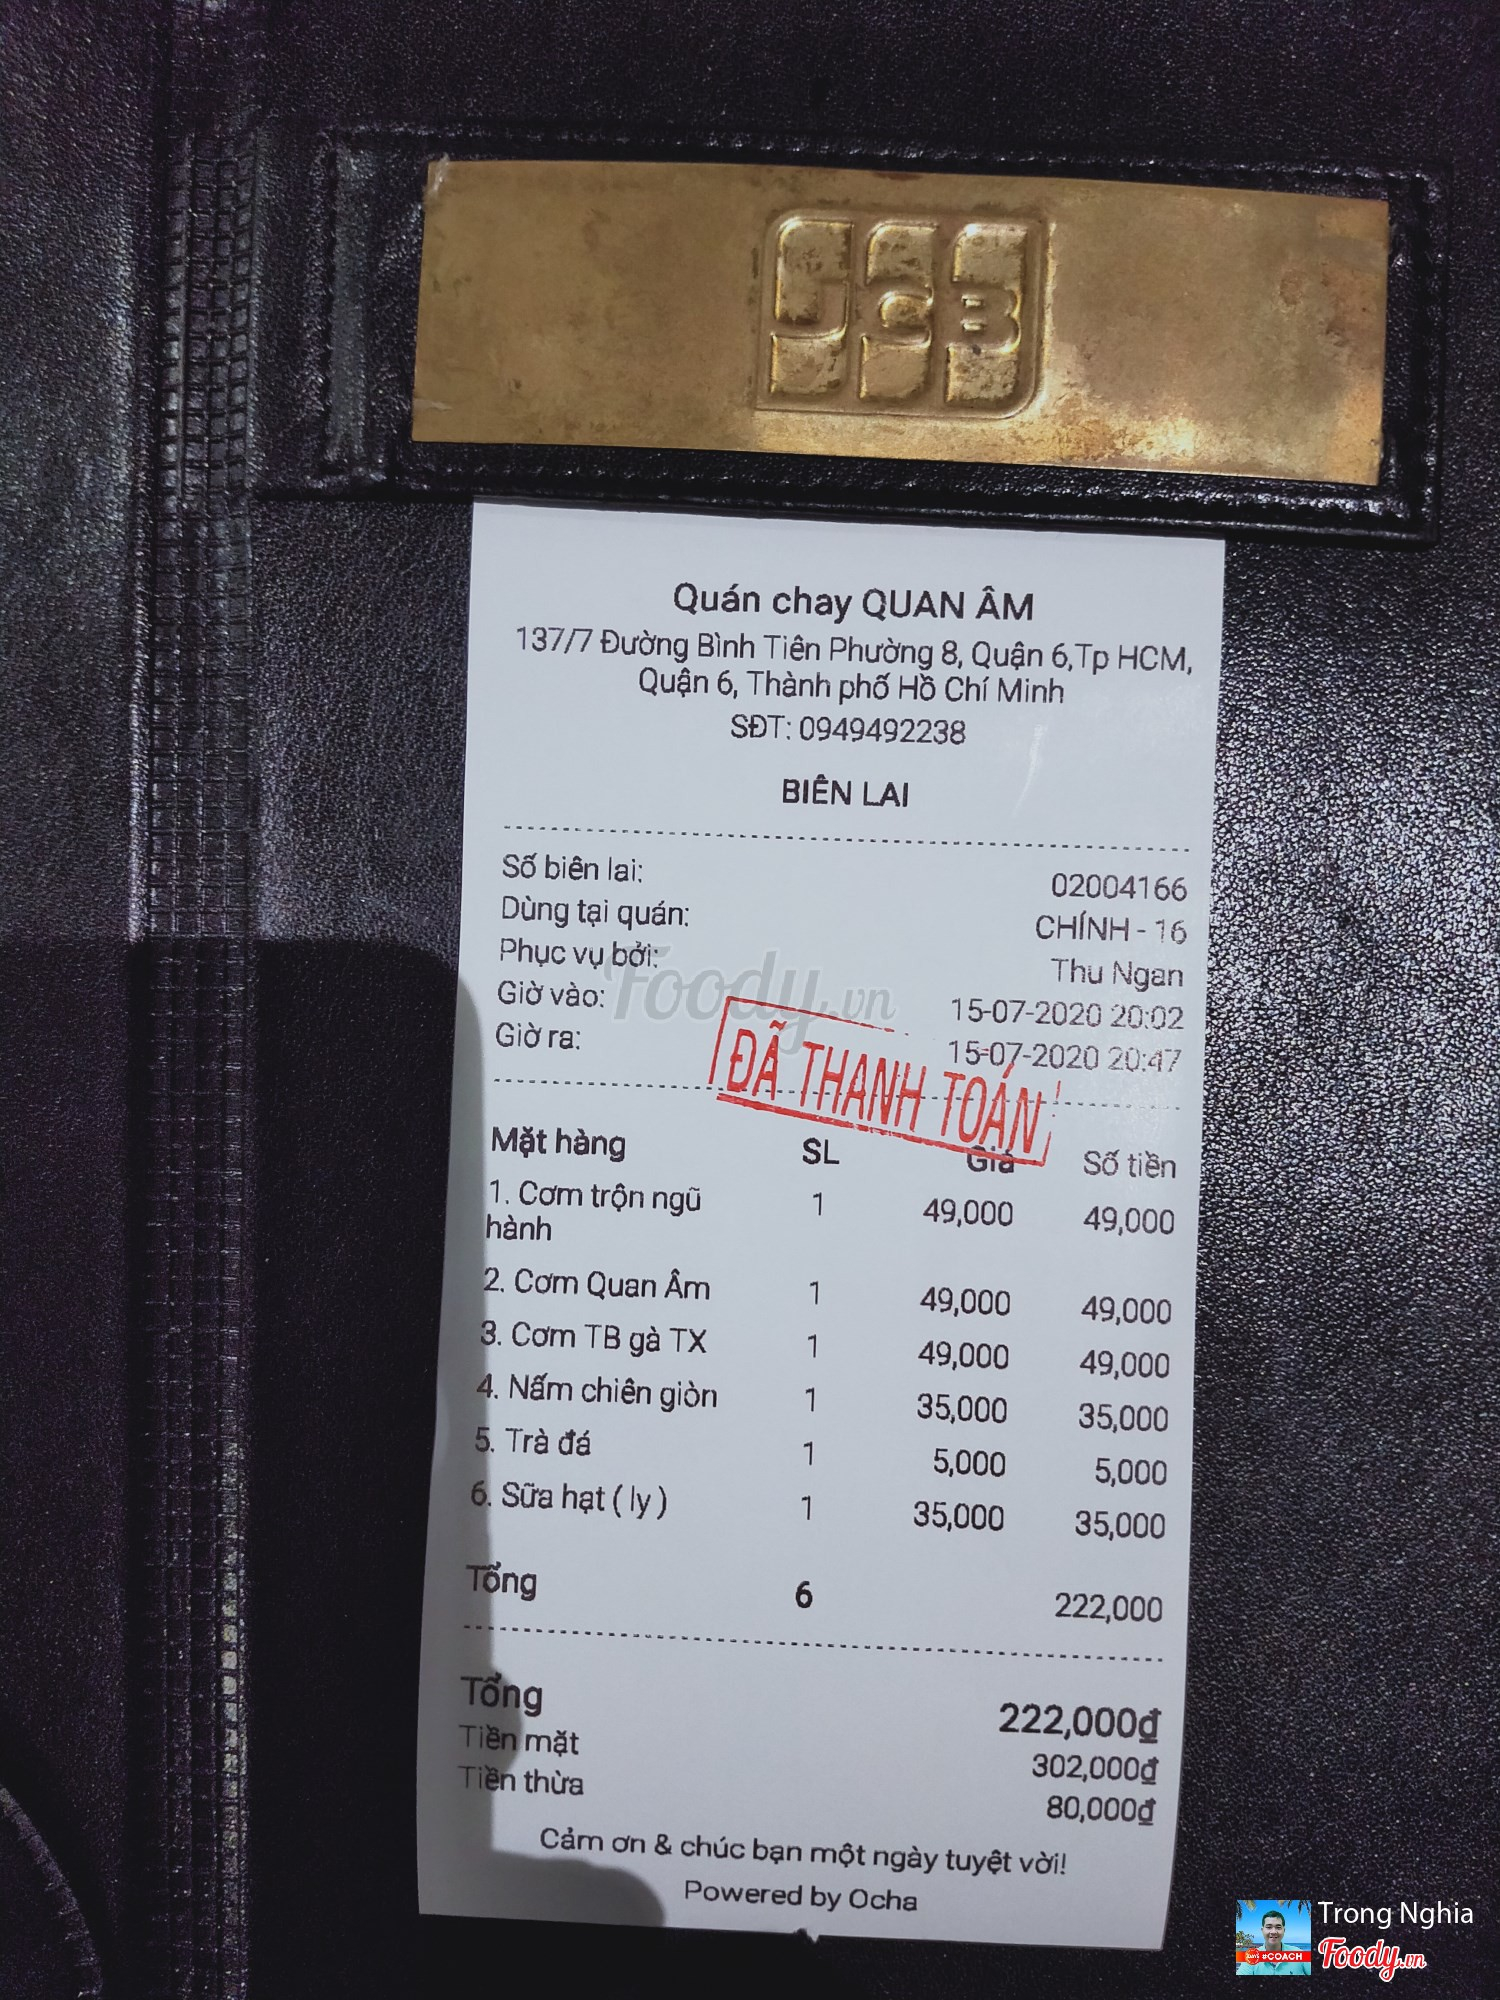 JCB
Quán chay QUAN ÂM
137/7 Đường Bình Tiên Phường 8, Quận 6,Tp HCM,
Quận 6, Thành phố Hồ Chí Minh
SĐT: 0949492238
BIÊN LAI
Số biên lai: 02004166
Dùng tại quán: CHÍNH - 16
Phục vụ bởi: Thu Ngan
Giờ vào: 15-07-2020 20:02
Giờ ra: 15-07-2020 20:47
Foody.vn
ĐÃ THANH TOÁN
Mặt hàng SL Giá Số tiền
1. Cơm trộn ngũ 1 49,000 49,000
hành
2. Cơm Quan Âm 1 49,000 49,000
3. Cơm TB gà TX 1 49,000 49,000
4. Nấm chiên giòn 1 35,000 35,000
5. Trà đá 1 5,000 5,000
6. Sữa hạt ( ly ) 1 35,000 35,000
Tổng 6 222,000
Tổng 222,000đ
Tiền mặt 302,000đ
Tiền thừa 80,000đ
Cảm ơn & chúc bạn một ngày tuyệt vời!
Powered by Ocha
#COACH
Trong Nghia
Foody.vn